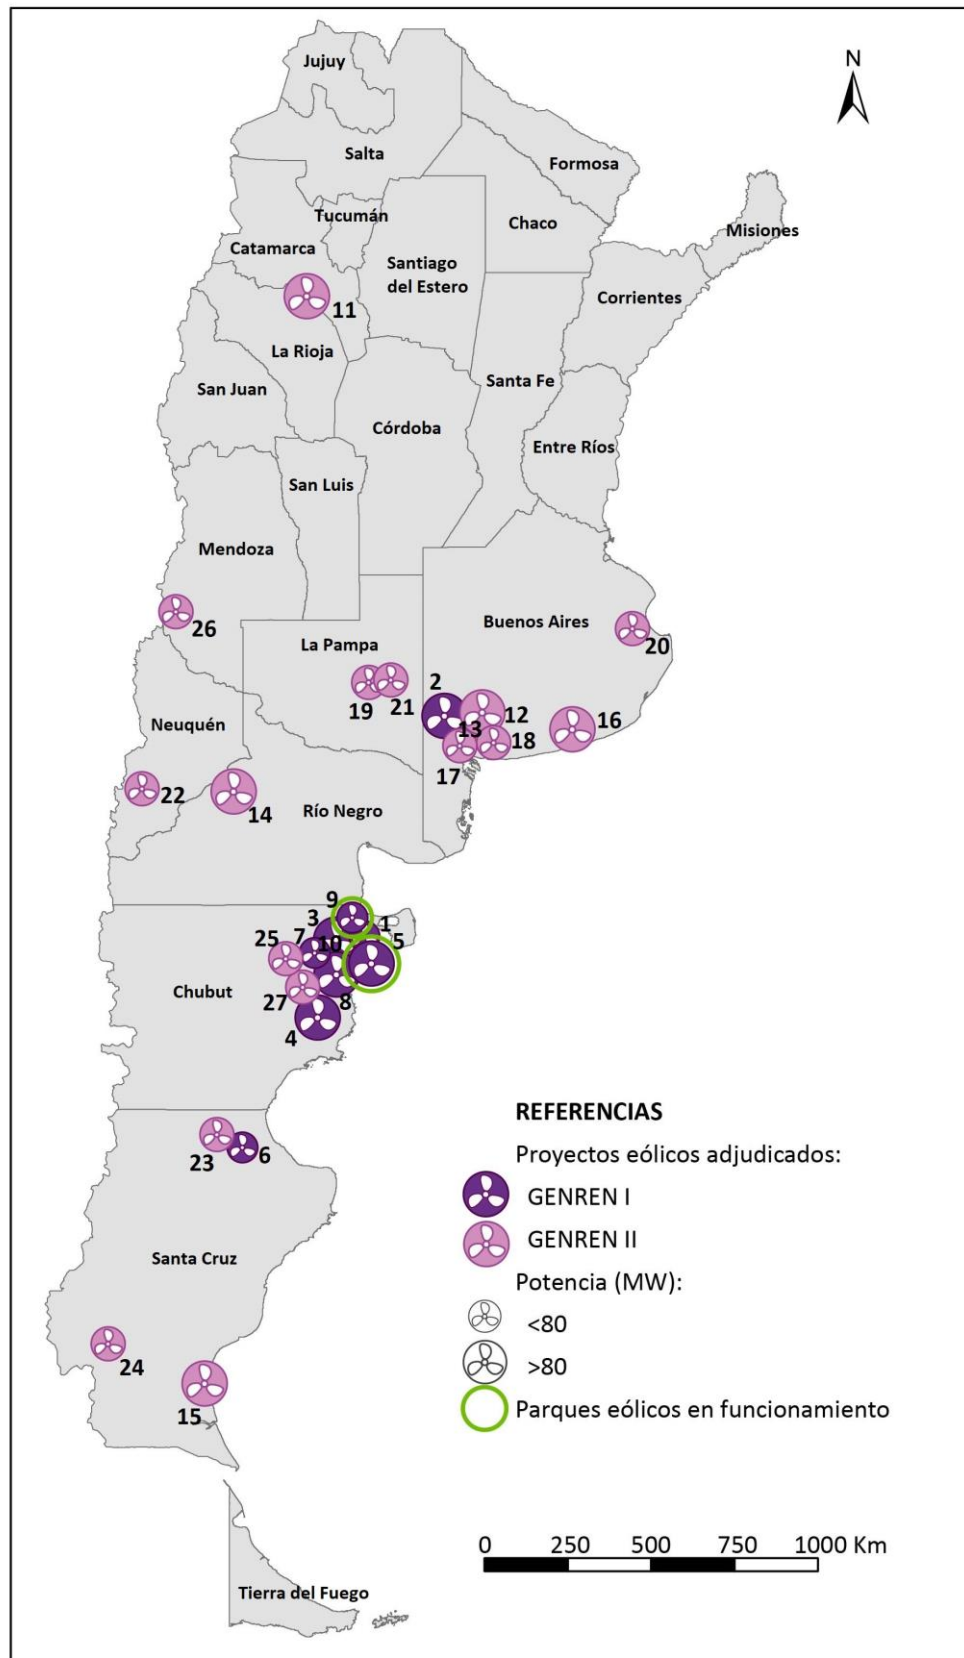 N
Jujuy
Salta
Formosa
Tucumán
Chaco
Misiones
Catamarca
Santiago
del Estero
Corrientes
11
La Rioja
San Juan
Santa Fe
Córdoba
Entre Ríos
San Luis
Mendoza
26
Buenos Aires
20
La Pampa
2
19
21
12
16
13
18
17
Neuquén
22
14
Río Negro
9
3
1
5
25
7
10
Chubut
27
8
4
23
6
Santa Cruz
24
15
REFERENCIAS
Proyectos eólicos adjudicados:
GENREN I
GENREN II
Potencia (MW):
<80
>80
Parques eólicos en funcionamiento
0 250 500 750 1000 Km
Tierra del Fuego